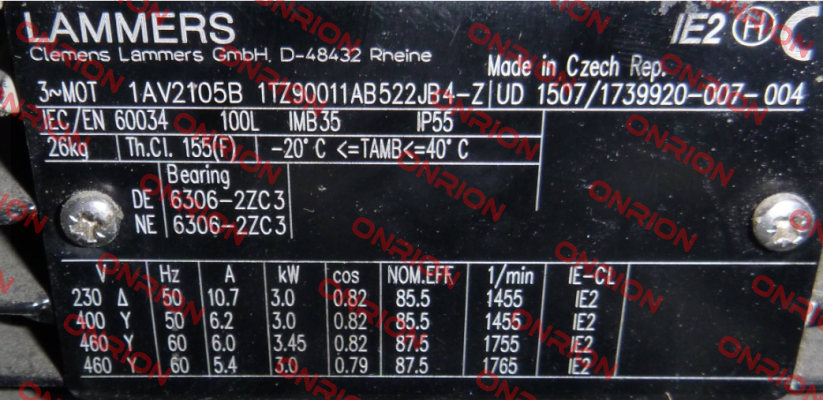 LAMMERS IE2 H C
Clemens Lammers GmbH, D-48432 Rheine
Made in Czech Rep.
3~MOT 1AV2105B 1TZ90011AB522JB4-Z UD 1507/1739920-007-004
IEC/EN 60034 100L IMB35 IP55
26kg Th.Cl. 155(F) -20°C <=TAMB<=40°C
Bearing
DE 6306-2ZC3
NE 6306-2ZC3
V Hz A kW cos NOM.EFF 1/min IE-CL
230 Δ 50 10.7 3.0 0.82 85.5 1455 IE2
400 Y 50 6.2 3.0 0.82 85.5 1455 IE2
460 Y 60 6.0 3.45 0.82 87.5 1755 IE2
460 Y 60 5.4 3.0 0.79 87.5 1765 IE2
ONRION